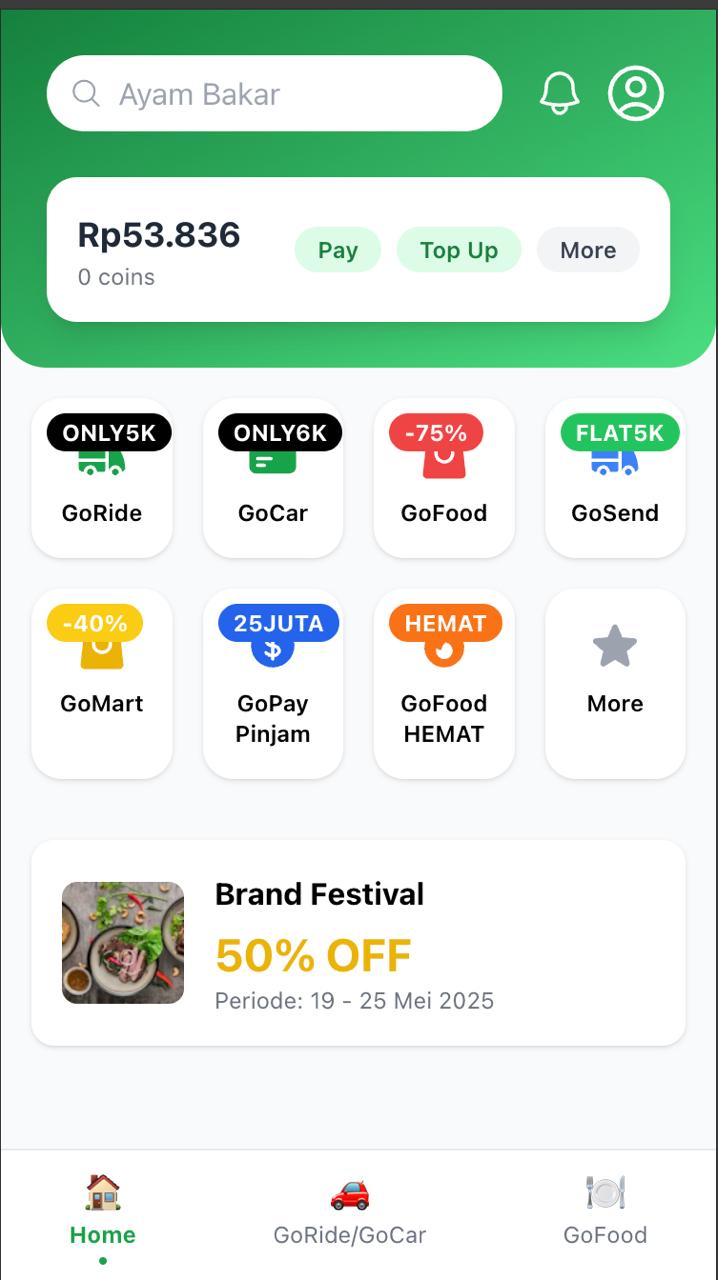 Ayam Bakar
Rp53.836
0 coins
Pay
Top Up
More
ONLY5K
GoRide
ONLY6K
GoCar
-75%
GoFood
FLAT5K
GoSend
-40%
GoMart
25JUTA
GoPay
Pinjam
HEMAT
GoFood
HEMAT
More
Brand Festival
50% OFF
Periode: 19 - 25 Mei 2025
Home
GoRide/GoCar
GoFood